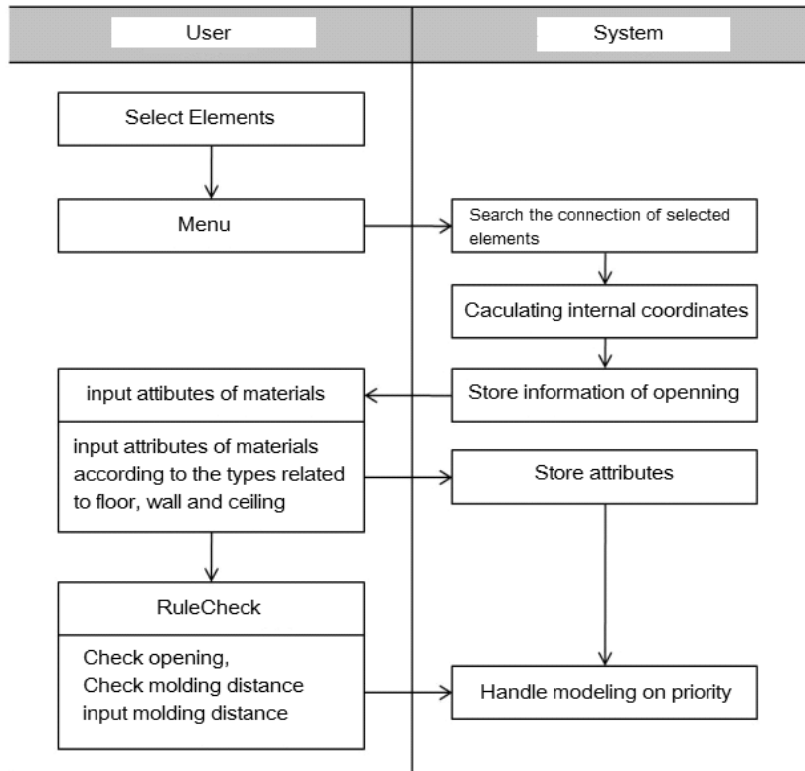 User
System
Select Elements
Menu
Search the connection of selected
elements
Caculating internal coordinates
Store information of openning
input attibutes of materials
input attributes of materials
according to the types related
to floor, wall and ceiling
Store attributes
RuleCheck
Check opening,
Check molding distance
input molding distance
Handle modeling on priority